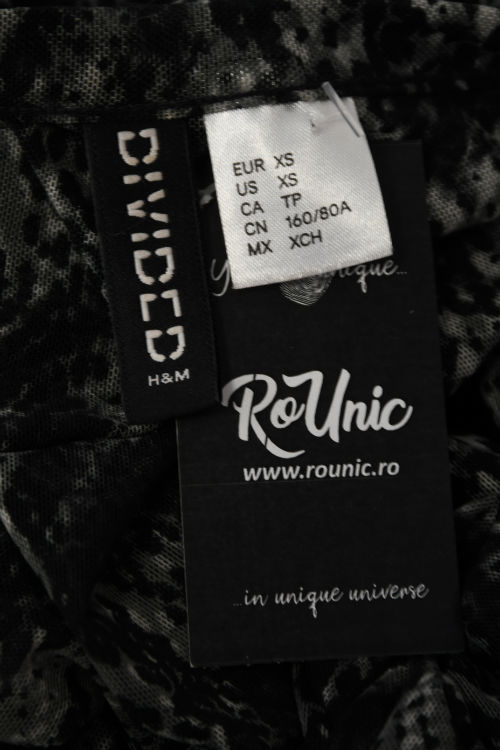 DIVIDED
H&M
EUR XS
US XS
CA TP
CN 160/80A
MX XCH
RoUnic
www.rounic.ro
...in unique universe